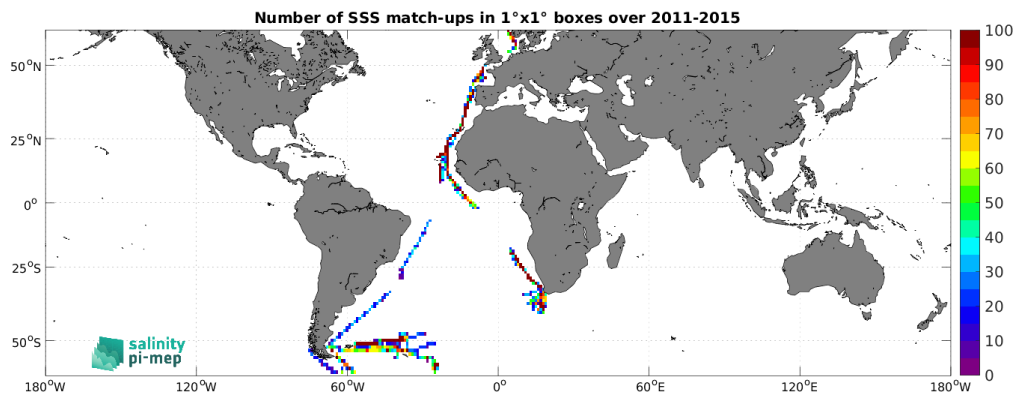 Number of SSS match-ups in 1°x1° boxes over 2011-2015
50°N
25°N
0°
25°S
50°S
180°W
120°W
60°W
0°
60°E
120°E
180°W
100
90
80
70
60
50
40
30
20
10
0
salinity
pi-mep